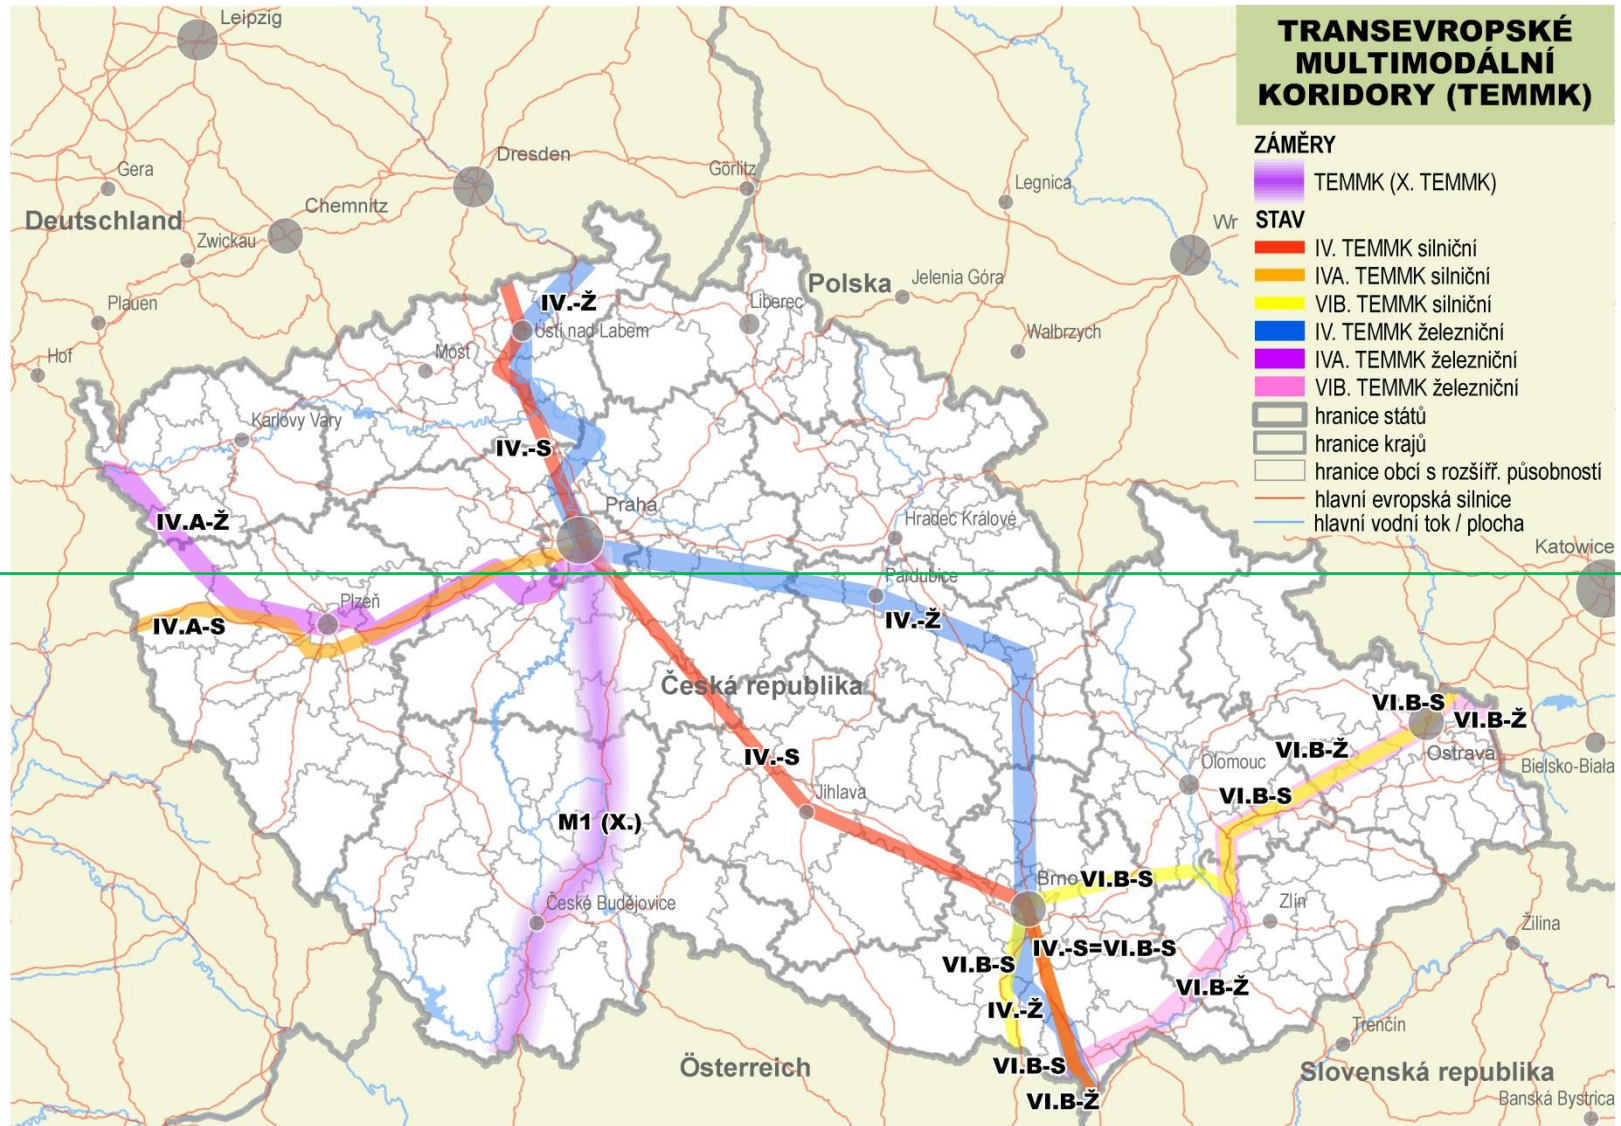 TRANSEVROPSKÉ
MULTIMODÁLNÍ
KORIDORY (TEMMK)
ZÁMĚRY
TEMMK (X. TEMMK)
STAV
IV. TEMMK silniční
IVA. TEMMK silniční
VIB. TEMMK silniční
IV. TEMMK železniční
IVA. TEMMK železniční
VIB. TEMMK železniční
hranice států
hranice krajů
hranice obcí s rozšíř. působností
hlavní evropská silnice
hlavní vodní tok / plocha
Leipzig
Dresden
Görlitz
Gera
Legnica
Chemnitz
Deutschland
Wr
Zwickau
Polska
Jelenia Góra
Plauen
IV.-Ž
Liberec
Ústí nad Labem
Wałbrzych
Most
Hof
Karlovy Vary
IV.-S
Praha
IV.A-Ž
Hradec Králové
Katowice
Pardubice
Plzeň
IV.A-S
IV.-Ž
Česká republika
VI.B-S
VI.B-Ž
IV.-S
VI.B-Ž
Ostrava
Olomouc
Bielsko-Biala
Jihlava
VI.B-S
M1 (X.)
Brno
VI.B-S
České Budějovice
Zlín
Žilina
IV.-S=VI.B-S
VI.B-S
VI.B-Ž
IV.-Ž
Trenčín
VI.B-S
Österreich
Slovenská republika
VI.B-Ž
Banská Bystrica